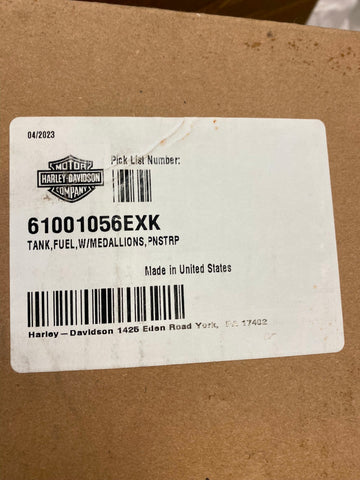 04/2023
MOTOR
HARLEY-DAVIDSON
COMPANY
Pick List Number:
61001056EXK
TANK,FUEL,W/MEDALLIONS,PNSTRP
Made in United States
Harley-Davidson 1425 Eden Road York, PA 17402